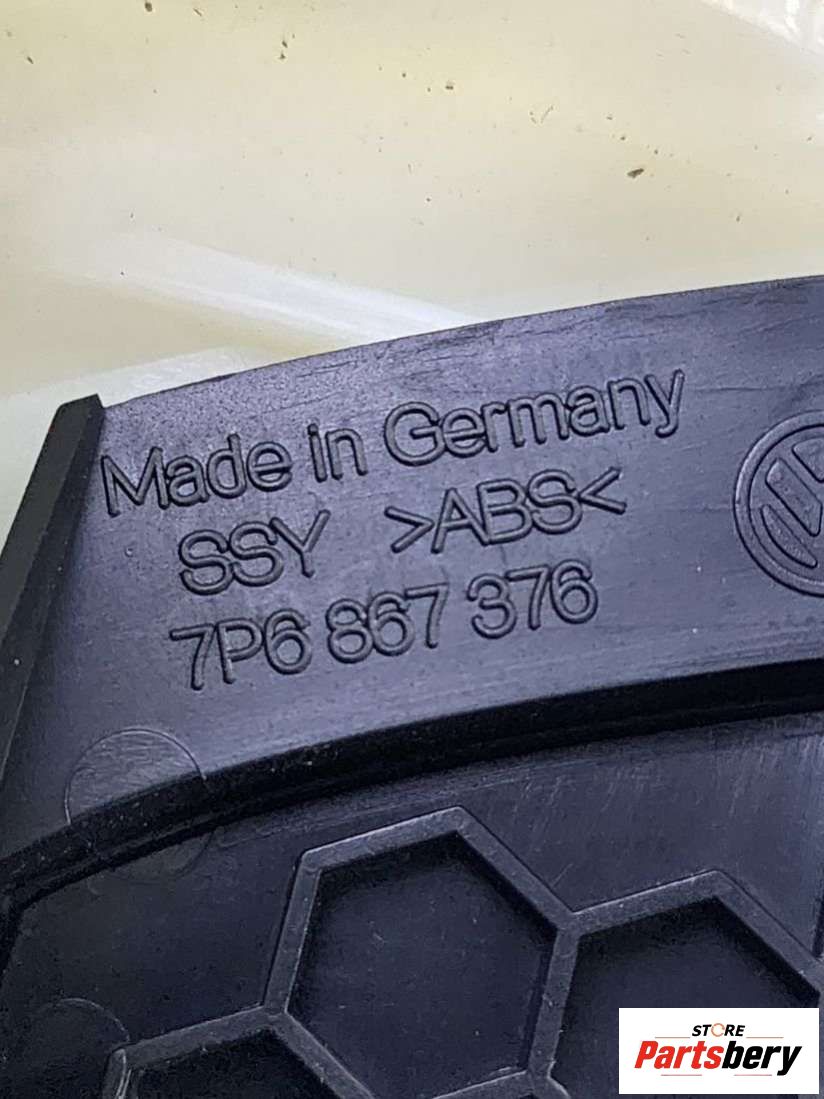 Made in Germany
SSY >ABS<
7P6 867 376
STORE
Partsbery